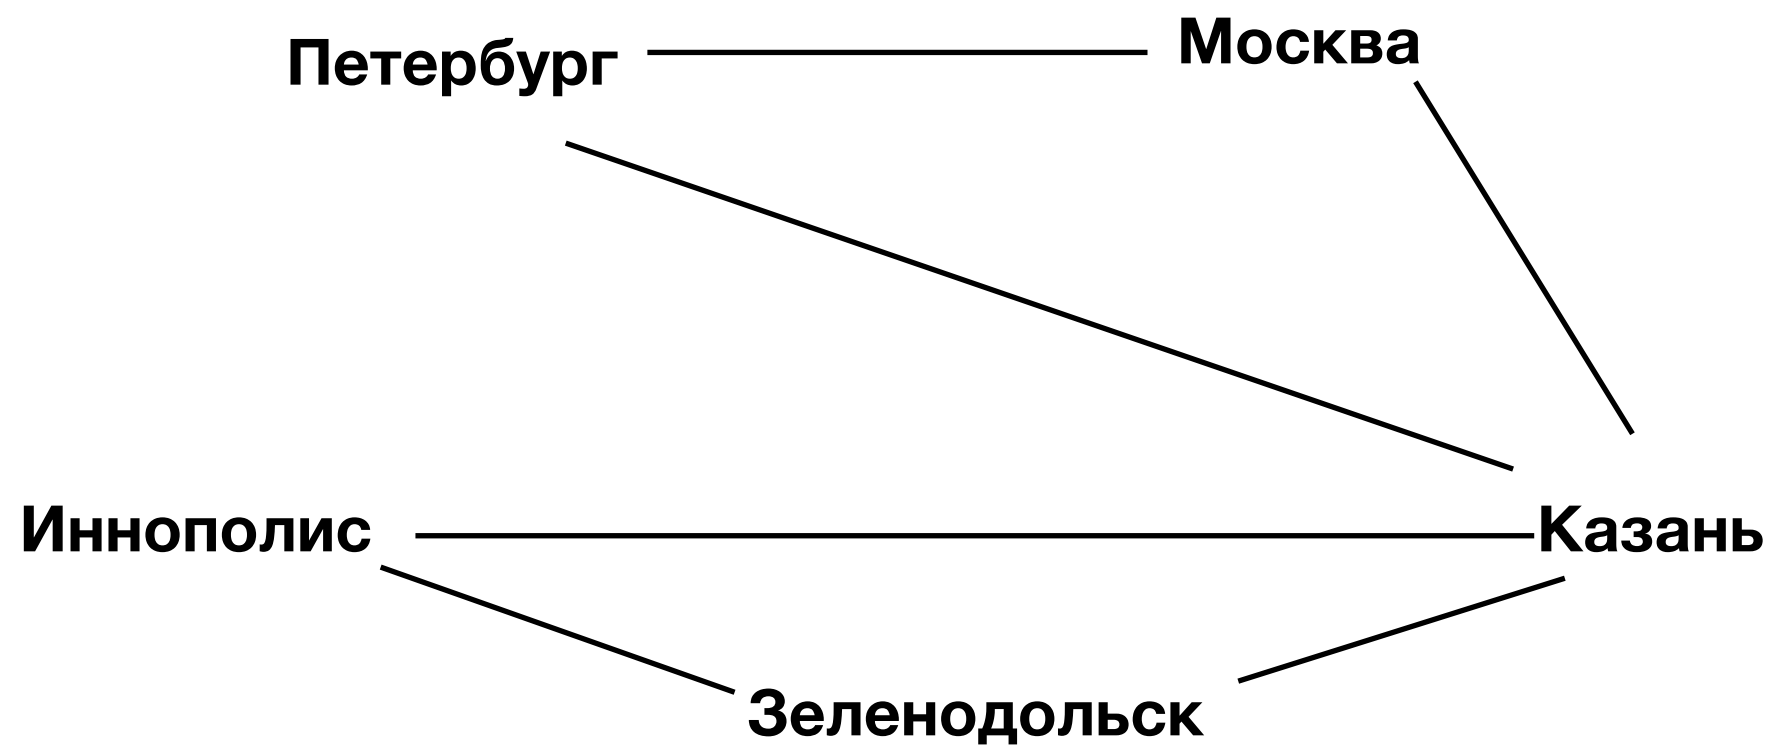 Петербург
Москва
Иннополис
Казань
Зеленодольск